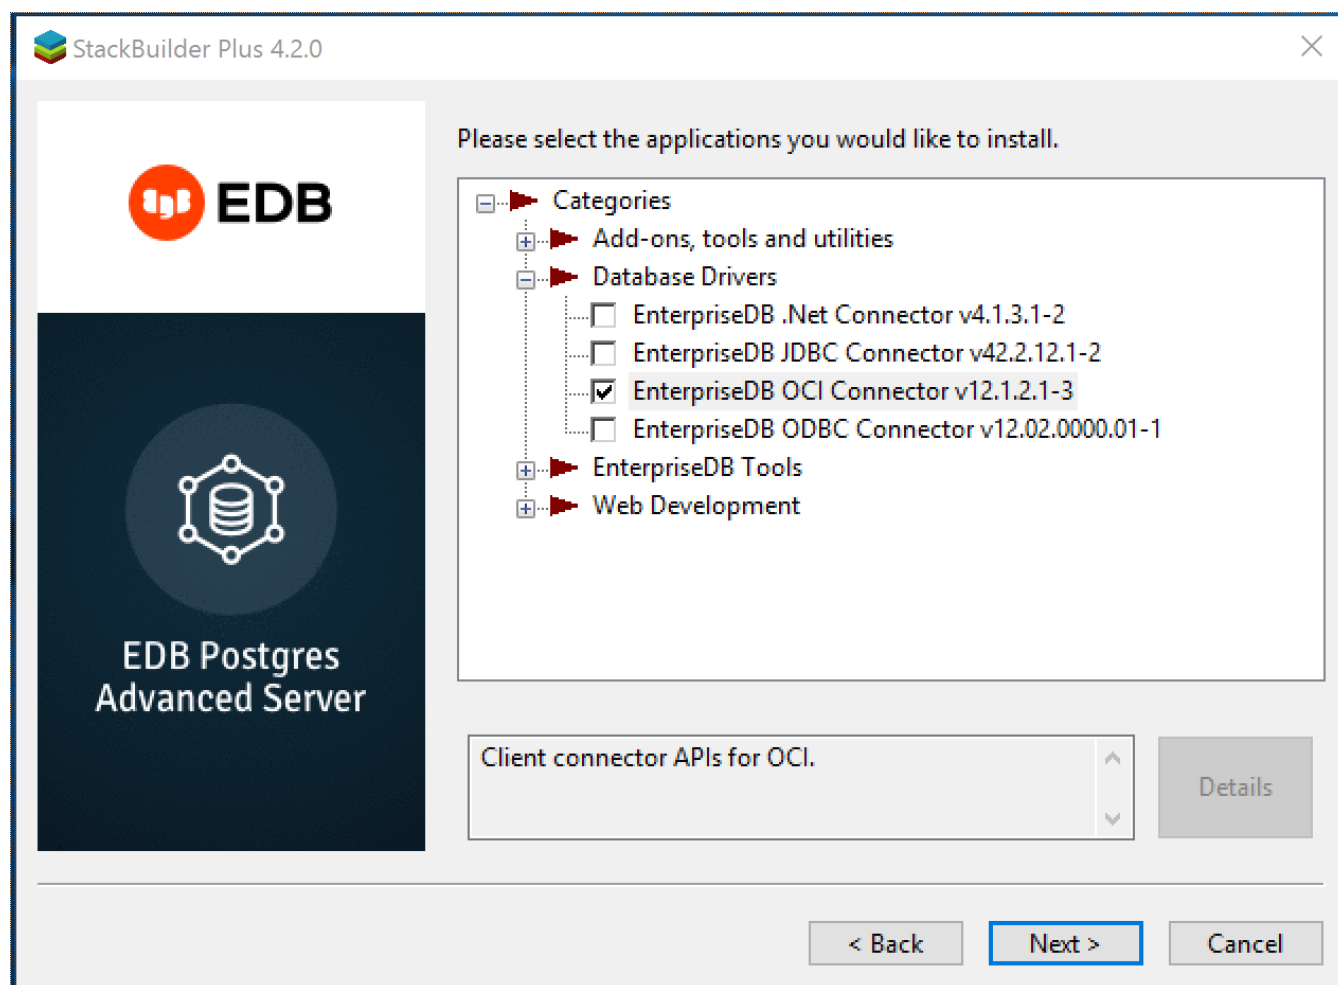 StackBuilder Plus 4.2.0
EDB
EDB Postgres
Advanced Server
Please select the applications you would like to install.
Categories
Add-ons, tools and utilities
Database Drivers
EnterpriseDB .Net Connector v4.1.3.1-2
EnterpriseDB JDBC Connector v42.2.12.1-2
EnterpriseDB OCI Connector v12.1.2.1-3
EnterpriseDB ODBC Connector v12.02.0000.01-1
EnterpriseDB Tools
Web Development
Client connector APIs for OCI.
Details
< Back
Next >
Cancel